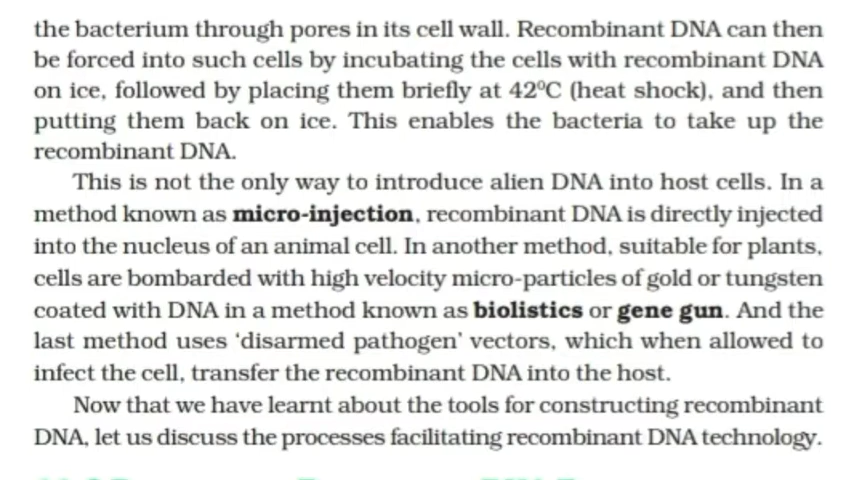 the bacterium through pores in its cell wall. Recombinant DNA can then
be forced into such cells by incubating the cells with recombinant DNA
on ice, followed by placing them briefly at 42⁰C (heat shock), and then
putting them back on ice. This enables the bacteria to take up the
recombinant DNA.
This is not the only way to introduce alien DNA into host cells. In a
method known as micro-injection, recombinant DNA is directly injected
into the nucleus of an animal cell. In another method, suitable for plants,
cells are bombarded with high velocity micro-particles of gold or tungsten
coated with DNA in a method known as biolistics or gene gun. And the
last method uses ‘disarmed pathogen’ vectors, which when allowed to
infect the cell, transfer the recombinant DNA into the host.
Now that we have learnt about the tools for constructing recombinant
DNA, let us discuss the processes facilitating recombinant DNA technology.